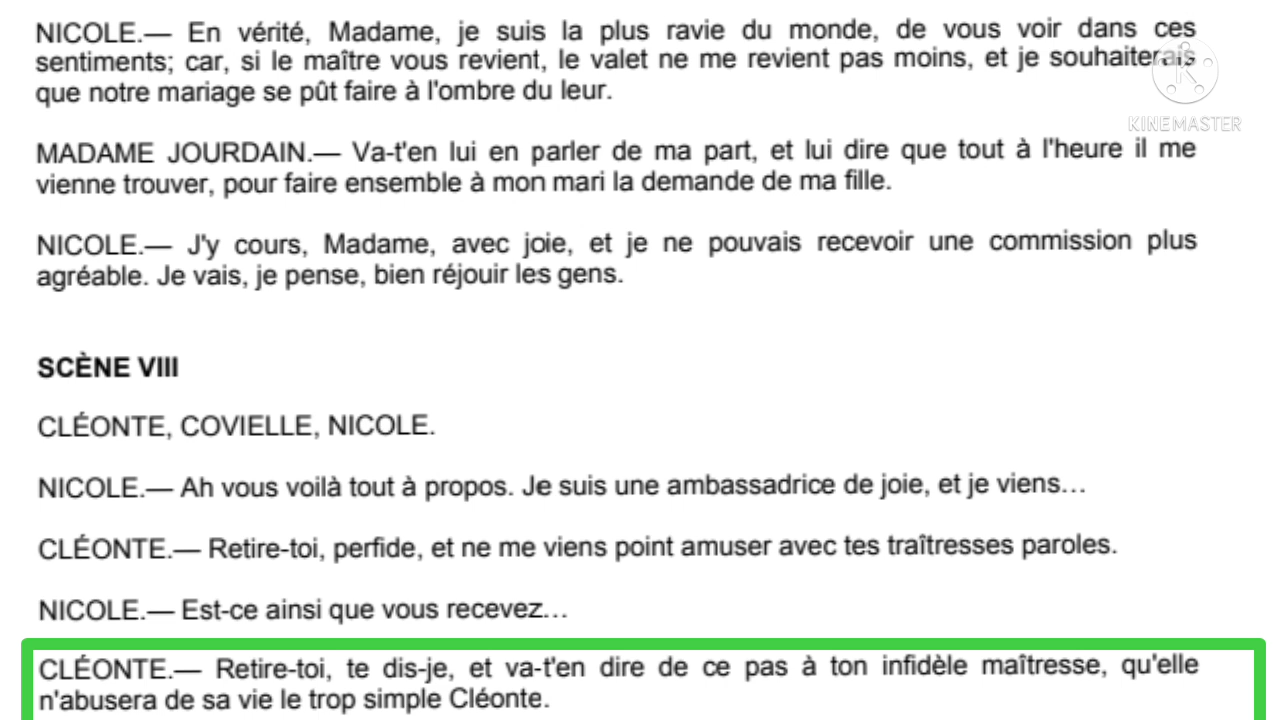 NICOLE.— En vérité, Madame, je suis la plus ravie du monde, de vous voir dans ces
sentiments; car, si le maître vous revient, le valet ne me revient pas moins, et je souhaiterais
que notre mariage se pût faire à l'ombre du leur.
KINEMASTER
MADAME JOURDAIN.— Va-t'en lui en parler de ma part, et lui dire que tout à l'heure il me
vienne trouver, pour faire ensemble à mon mari la demande de ma fille.
NICOLE.— J'y cours, Madame, avec joie, et je ne pouvais recevoir une commission plus
agréable. Je vais, je pense, bien réjouir les gens.
SCÈNE VIII
CLÉONTE, COVIELLE, NICOLE.
NICOLE.— Ah vous voilà tout à propos. Je suis une ambassadrice de joie, et je viens…
CLÉONTE.— Retire-toi, perfide, et ne me viens point amuser avec tes traîtresses paroles.
NICOLE.— Est-ce ainsi que vous recevez…
CLÉONTE.— Retire-toi, te dis-je, et va-t'en dire de ce pas à ton infidèle maîtresse, qu'elle
n'abusera de sa vie le trop simple Cléonte.